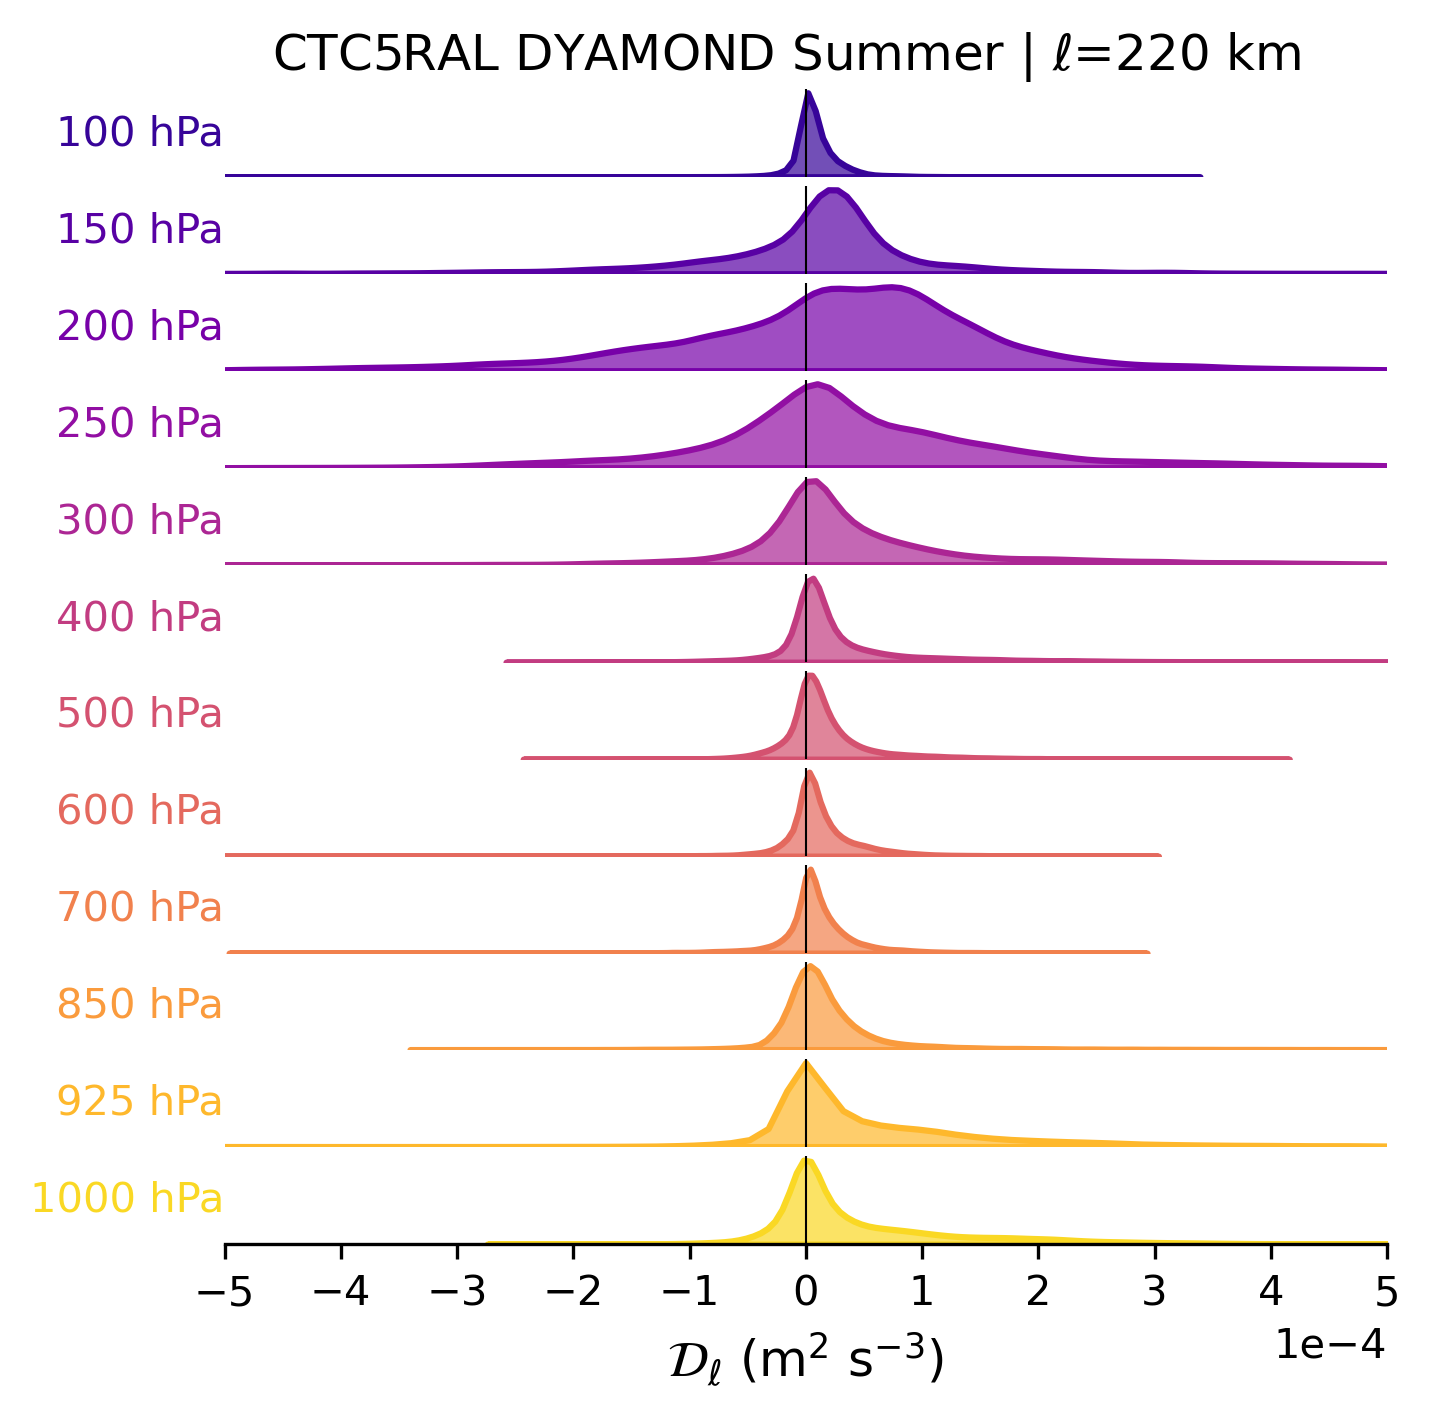 CTC5RAL DYAMOND Summer | ℓ=220 km
100 hPa
150 hPa
200 hPa
250 hPa
300 hPa
400 hPa
500 hPa
600 hPa
700 hPa
850 hPa
925 hPa
1000 hPa
−5 −4 −3 −2 −1 0 1 2 3 4 5
1e−4
𝒟ℓ (m² s⁻³)